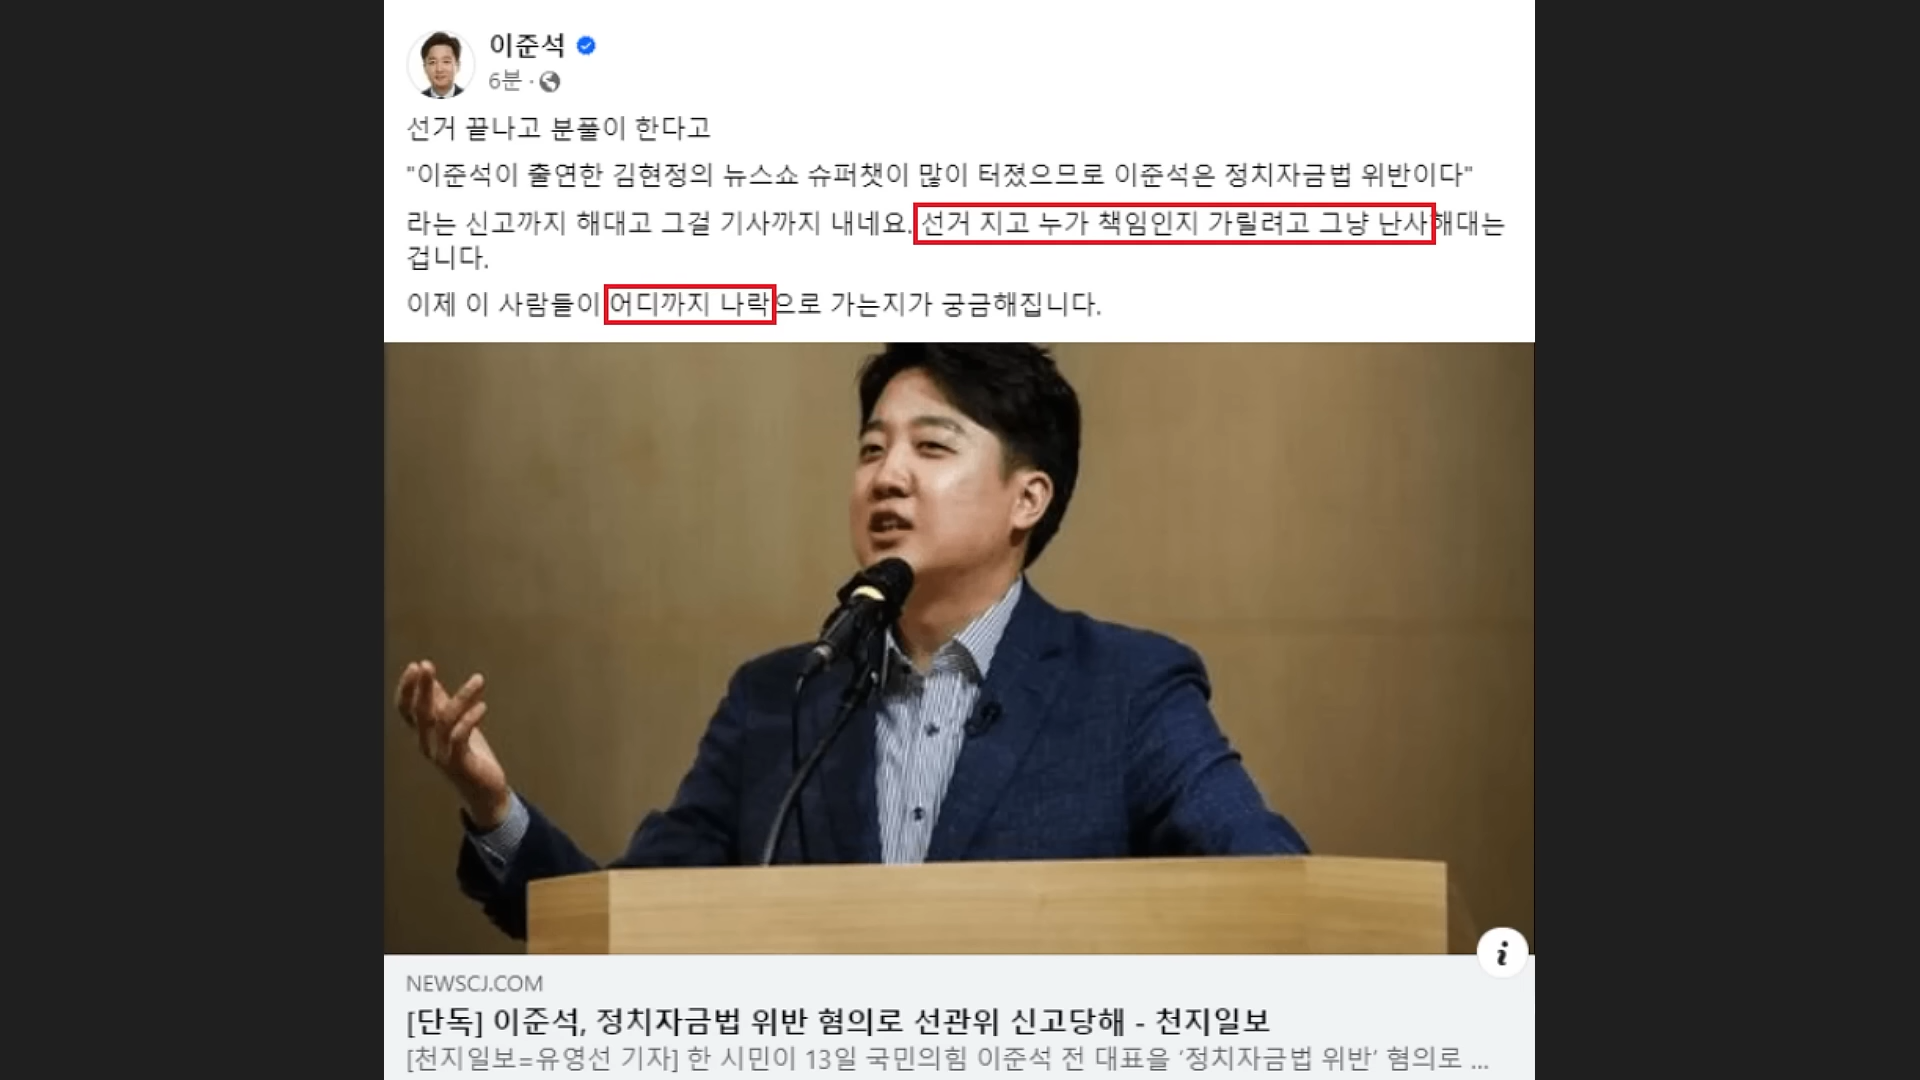 이준석
6분 ·
선거 끝나고 분풀이 한다고
"이준석이 출연한 김현정의 뉴스쇼 슈퍼챗이 많이 터졌으므로 이준석은 정치자금법 위반이다"
라는 신고까지 해대고 그걸 기사까지 내네요. 선거 지고 누가 책임인지 가릴려고 그냥 난사해대는
겁니다.
이제 이 사람들이 어디까지 나락으로 가는지가 궁금해집니다.
i
NEWSCJ.COM
[단독] 이준석, 정치자금법 위반 혐의로 선관위 신고당해 - 천지일보
[천지일보=유영선 기자] 한 시민이 13일 국민의힘 이준석 전 대표을 ‘정치자금법 위반’ 혐의로 ...